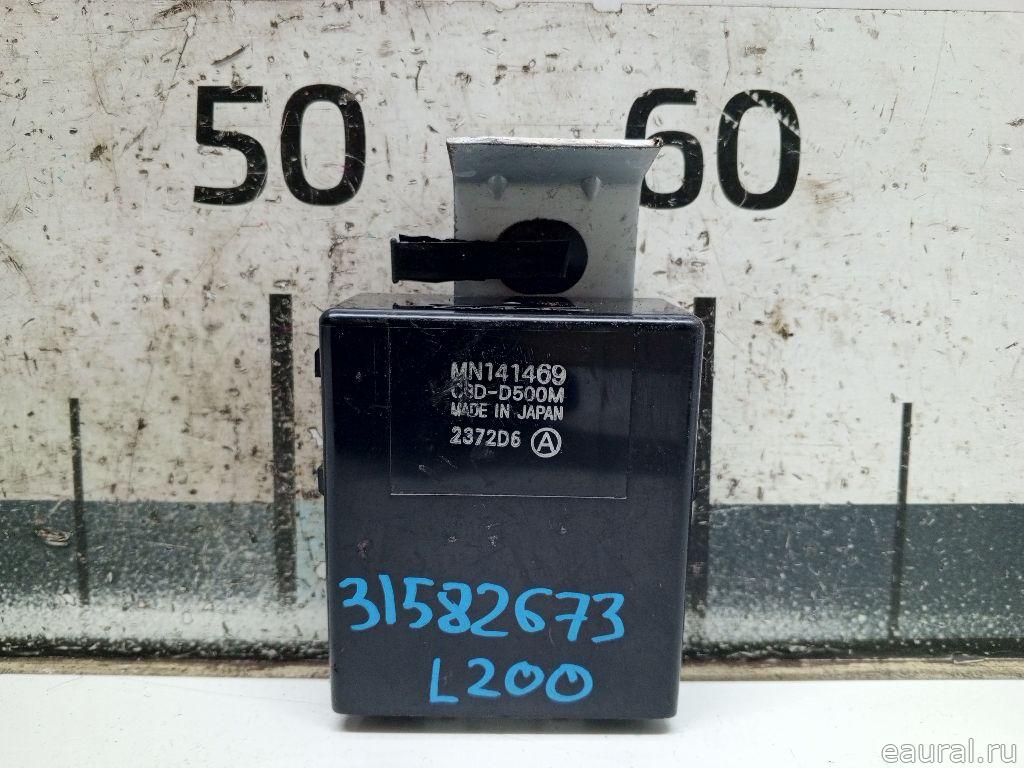 50 60
MN141469
C8D-D500M
MADE IN JAPAN
2372D6 A
31582673
L200
eaural.ru